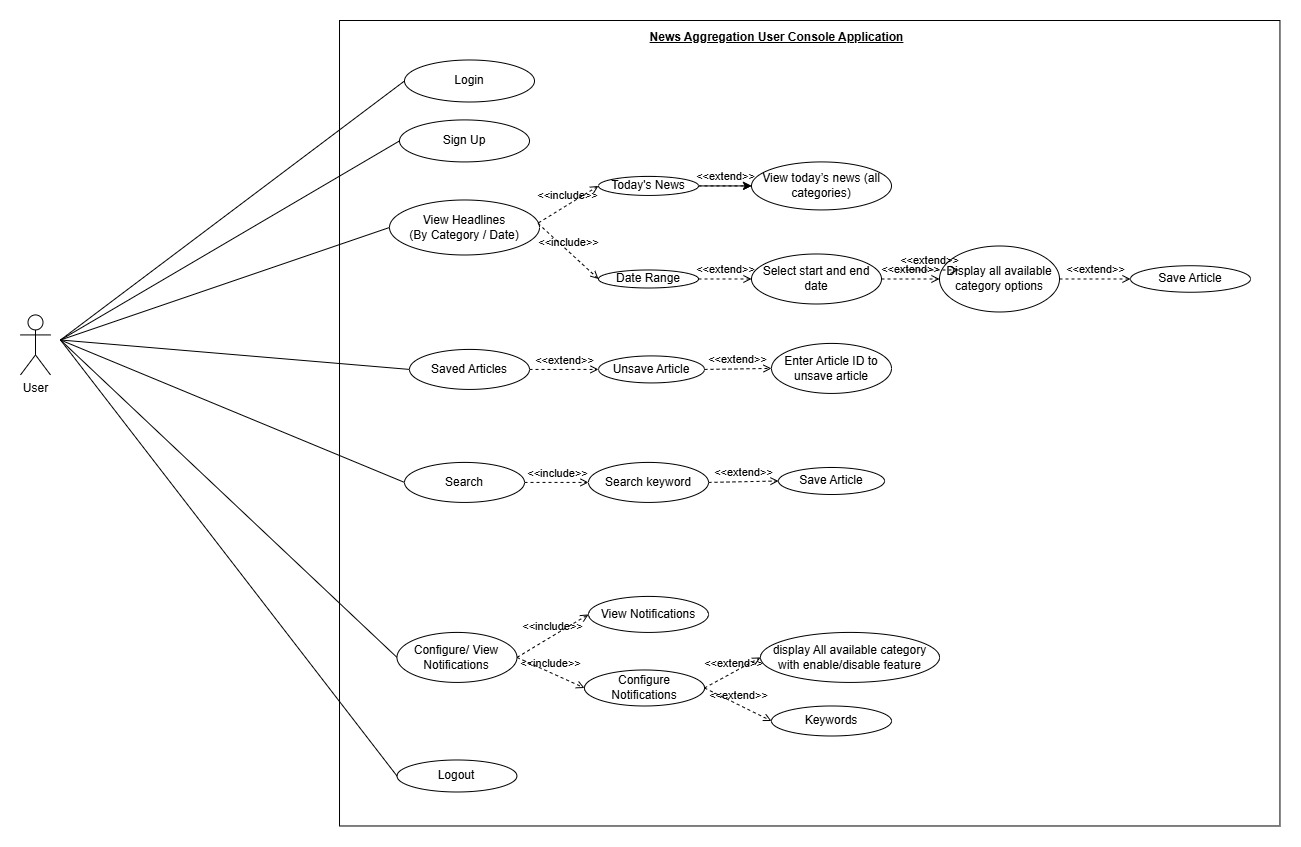 News Aggregation User Console Application
Login
Sign Up
View Headlines
(By Category / Date)
<<include>>
<<include>>
Today's News
<<extend>>
View today's news (all
categories)
Date Range
<<extend>>
Select start and end
date
<<extend>>
<<extend>>
Display all available
category options
<<extend>>
Save Article
User
Saved Articles
<<extend>>
Unsave Article
<<extend>>
Enter Article ID to
unsave article
Search
<<include>>
Search keyword
<<extend>>
Save Article
Configure/ View
Notifications
<<include>>
<<include>>
View Notifications
Configure
Notifications
<<extend>>
<<extend>>
display All available category
with enable/disable feature
Keywords
Logout